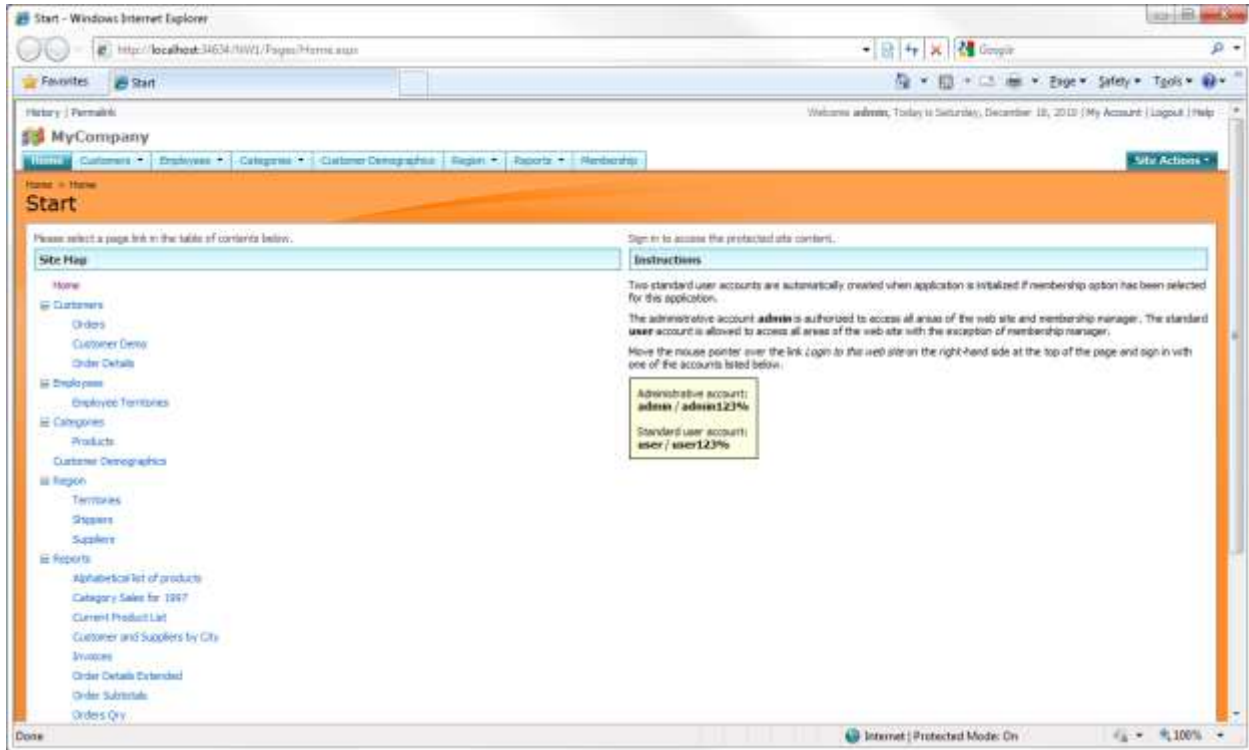 Start - Windows Internet Explorer
http://localhost:34634/NW1/Pages/Home.aspx
Google
Favorites Start Page Safety Tools
History | Permalink Welcome admin, Today is Saturday, December 18, 2010 | My Account | Logout | Help
MyCompany
Home Customers Employees Categories Customer Demographics Region Reports Membership Site Actions
Home > Home
Start
Please select a page link in the table of contents below.
Site Map
Home
Customers
Orders
Customer Demo
Order Details
Employees
Employee Territories
Categories
Products
Customer Demographics
Region
Territories
Shippers
Suppliers
Reports
Alphabetical list of products
Category Sales for 1997
Current Product List
Customer and Suppliers by City
Invoices
Order Details Extended
Order Subtotals
Orders Qry
Sign in to access the protected site content.
Instructions
Two standard user accounts are automatically created when application is initialized if membership option has been selected
for this application.
The administrative account admin is authorized to access all areas of the web site and membership manager. The standard
user account is allowed to access all areas of the web site with the exception of membership manager.
Move the mouse pointer over the link Login to this web site on the right-hand side at the top of the page and sign in with
one of the accounts listed below.
Administrative account:
admin / admin123%
Standard user account:
user / user123%
Done Internet | Protected Mode: On 100%